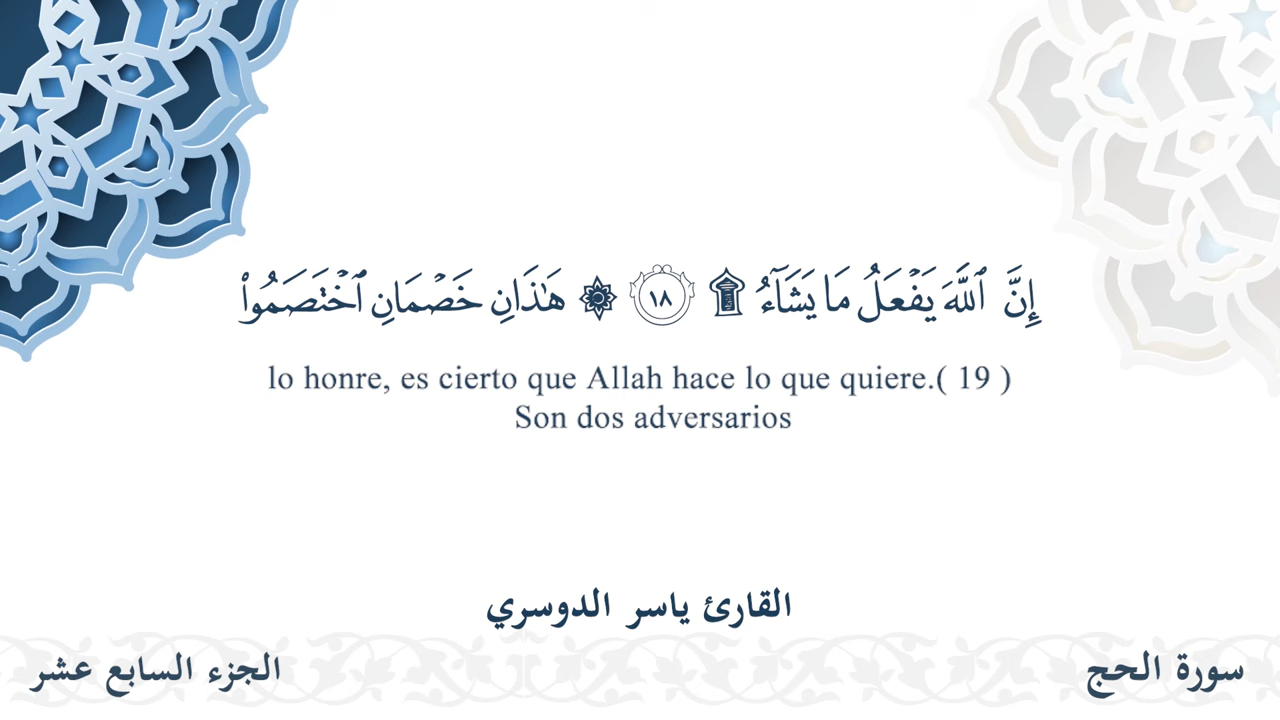 إِنَّ ٱللَّهَ يَفْعَلُ مَا يَشَآءُ ۩ ١٨ ۞ هَـٰذَانِ خَصْمَانِ ٱخْتَصَمُوا۟
lo honre, es cierto que Allah hace lo que quiere.( 19 )
Son dos adversarios
القارئ ياسر الدوسري
سورة الحج
الجزء السابع عشر